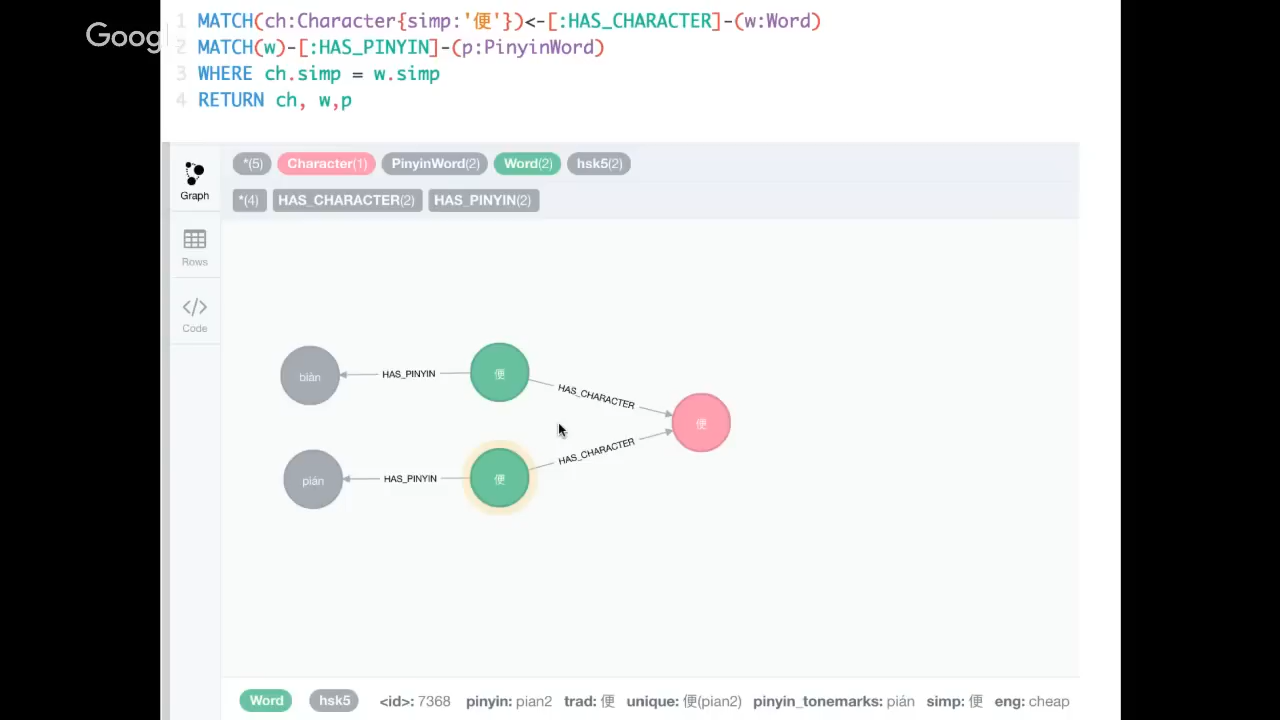 Goog
1 MATCH(ch:Character{simp:'便'})<-[:HAS_CHARACTER]-(w:Word)
2 MATCH(w)-[:HAS_PINYIN]-(p:PinyinWord)
3 WHERE ch.simp = w.simp
4 RETURN ch, w,p
*(5) Character(1) PinyinWord(2) Word(2) hsk5(2)
Graph
*(4) HAS_CHARACTER(2) HAS_PINYIN(2)
Rows
Code
biàn HAS_PINYIN 便 HAS_CHARACTER
便
pián HAS_PINYIN 便 HAS_CHARACTER
Word hsk5 <id>: 7368 pinyin: pian2 trad: 便 unique: 便(pian2) pinyin_tonemarks: pián simp: 便 eng: cheap